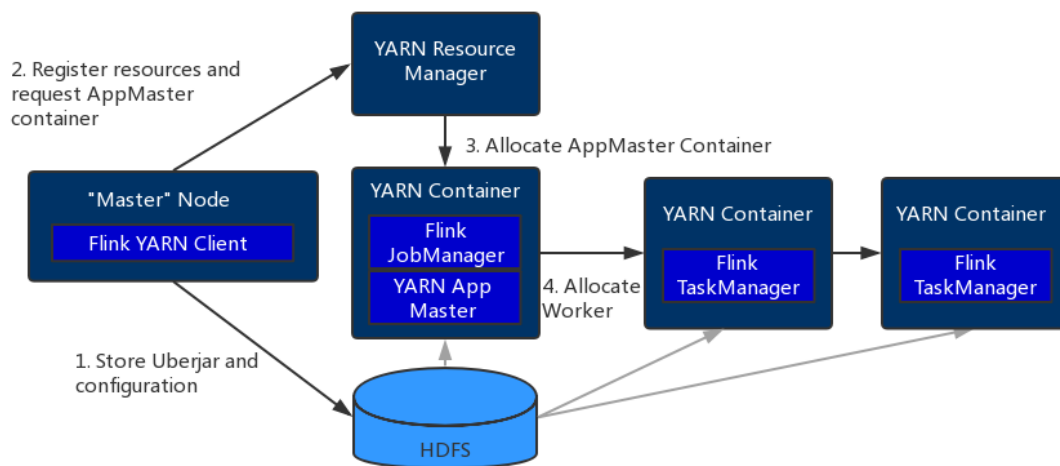 YARN Resource
Manager
2. Register resources and
request AppMaster
container
3. Allocate AppMaster Container
"Master" Node
Flink YARN Client
YARN Container
Flink
JobManager
YARN App
Master
4. Allocate
Worker
YARN Container
Flink
TaskManager
YARN Container
Flink
TaskManager
1. Store Uberjar and
configuration
HDFS